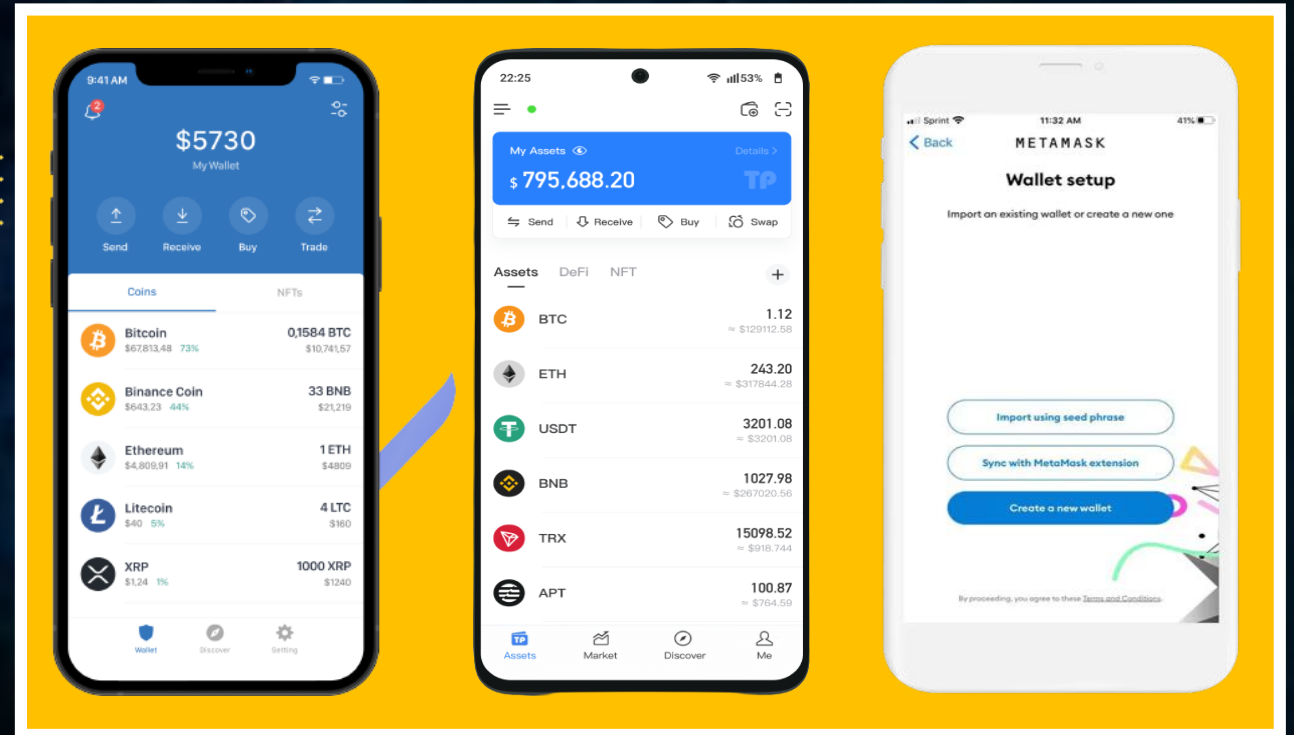 9:41 AM
2
$5730
My Wallet
Send Receive Buy Trade
Coins NFTs
Bitcoin 0,1584 BTC
$67,813,48 73% $10,741,57
Binance Coin 33 BNB
$643,23 44% $21,219
Ethereum 1 ETH
$4,809,91 14% $4809
Litecoin 4 LTC
$40 5% $160
XRP 1000 XRP
$1,24 1% $1240
Wallet Discover Setting
22:25 53%
My Assets Details >
$ 795,688.20 TP
Send Receive Buy Swap
Assets DeFi NFT +
BTC 1.12
≈ $129112.58
ETH 243.20
≈ $317844.28
USDT 3201.08
≈ $3201.08
BNB 1027.98
≈ $267020.56
TRX 15098.52
≈ $918.744
APT 100.87
≈ $764.59
TP
Assets Market Discover Me
Sprint 11:32 AM 41%
Back METAMASK
Wallet setup
Import an existing wallet or create a new one
Import using seed phrase
Sync with MetaMask extension
Create a new wallet
By proceeding, you agree to these Terms and Conditions.